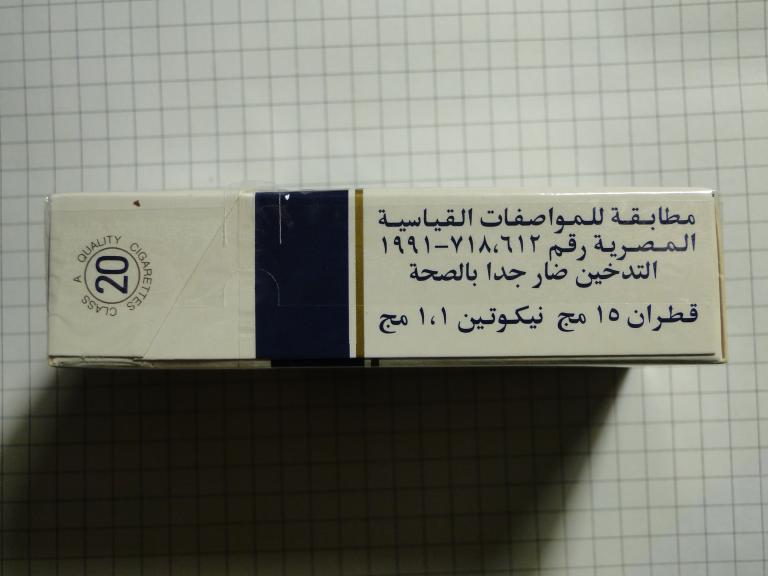 20
CLASS A QUALITY CIGARETTES
مطابقة للمواصفات القياسية
المصرية رقم ٧١٨،٦١٢–١٩٩١
التدخين ضار جدا بالصحة
قطران ١٥ مج نيكوتين ١،١ مج